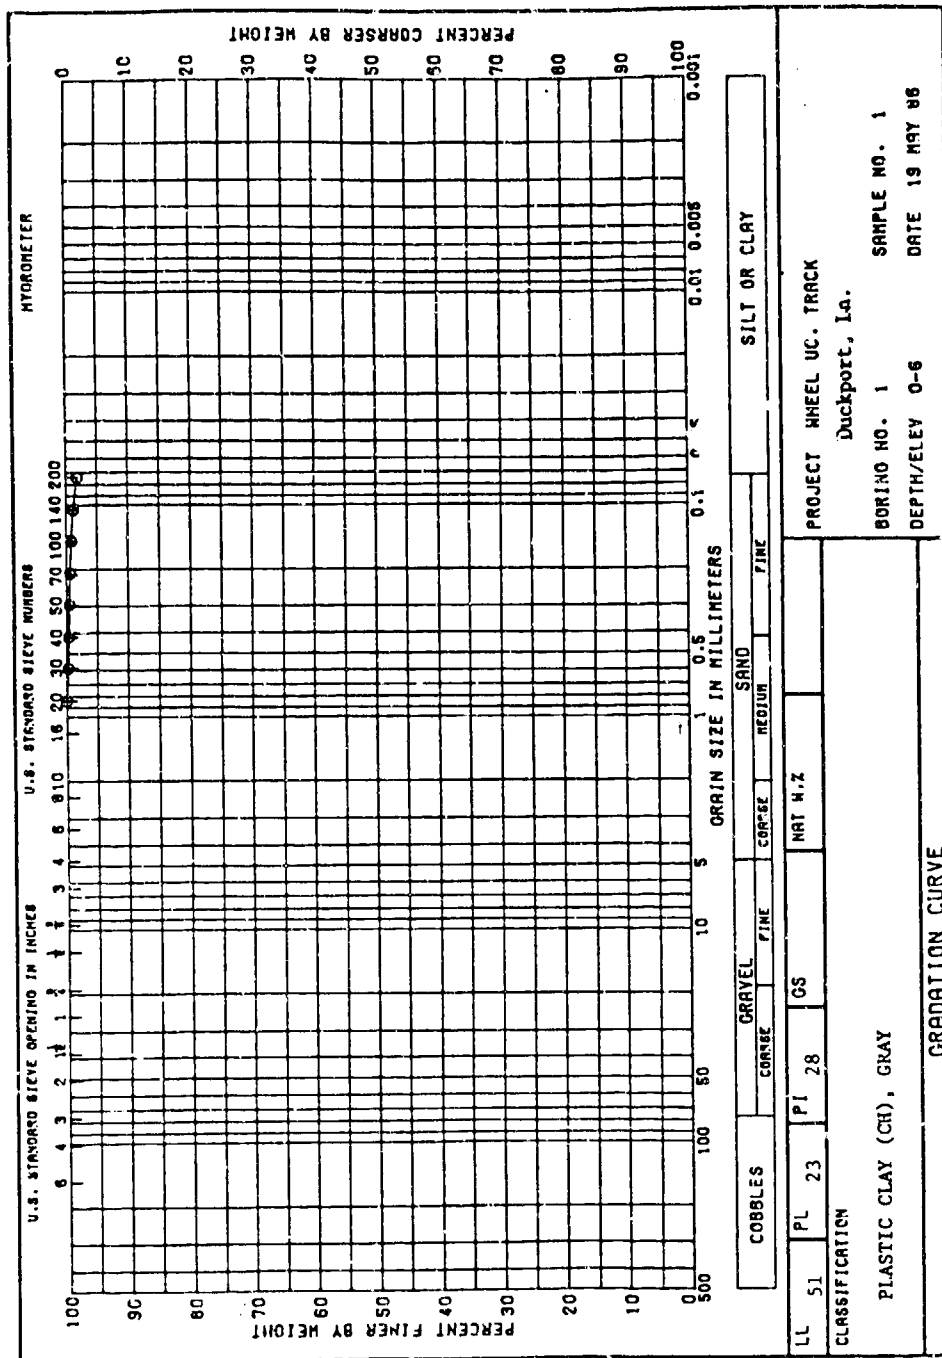 U.S. STANDARD SIEVE OPENING IN INCHES
U.S. STANDARD SIEVE NUMBERS
HYDROMETER
6 4 3 2 1½ 1 ¾ ½ ⅜ 3 4 6 8 10 16 20 30 40 50 70 100 140 200
PERCENT FINER BY WEIGHT
100
90
80
70
60
50
40
30
20
10
0
PERCENT COARSER BY WEIGHT
0
10
20
30
40
50
60
70
80
90
100
500 100 50 10 5 1 0.5 0.1 0.01 0.005 0.001
GRAIN SIZE IN MILLIMETERS
COBBLES
GRAVEL
COARSE
FINE
SAND
COARSE
MEDIUM
FINE
SILT OR CLAY
LL 51
PL 23
PI 28
GS
NAT W,%
CLASSIFICATION
PLASTIC CLAY (CH), GRAY
PROJECT WHEEL UC. TRACK
Duckport, La.
BORING NO. 1
SAMPLE NO. 1
DEPTH/ELEV 0-6
DATE 19 MAY 86
GRADATION CURVE